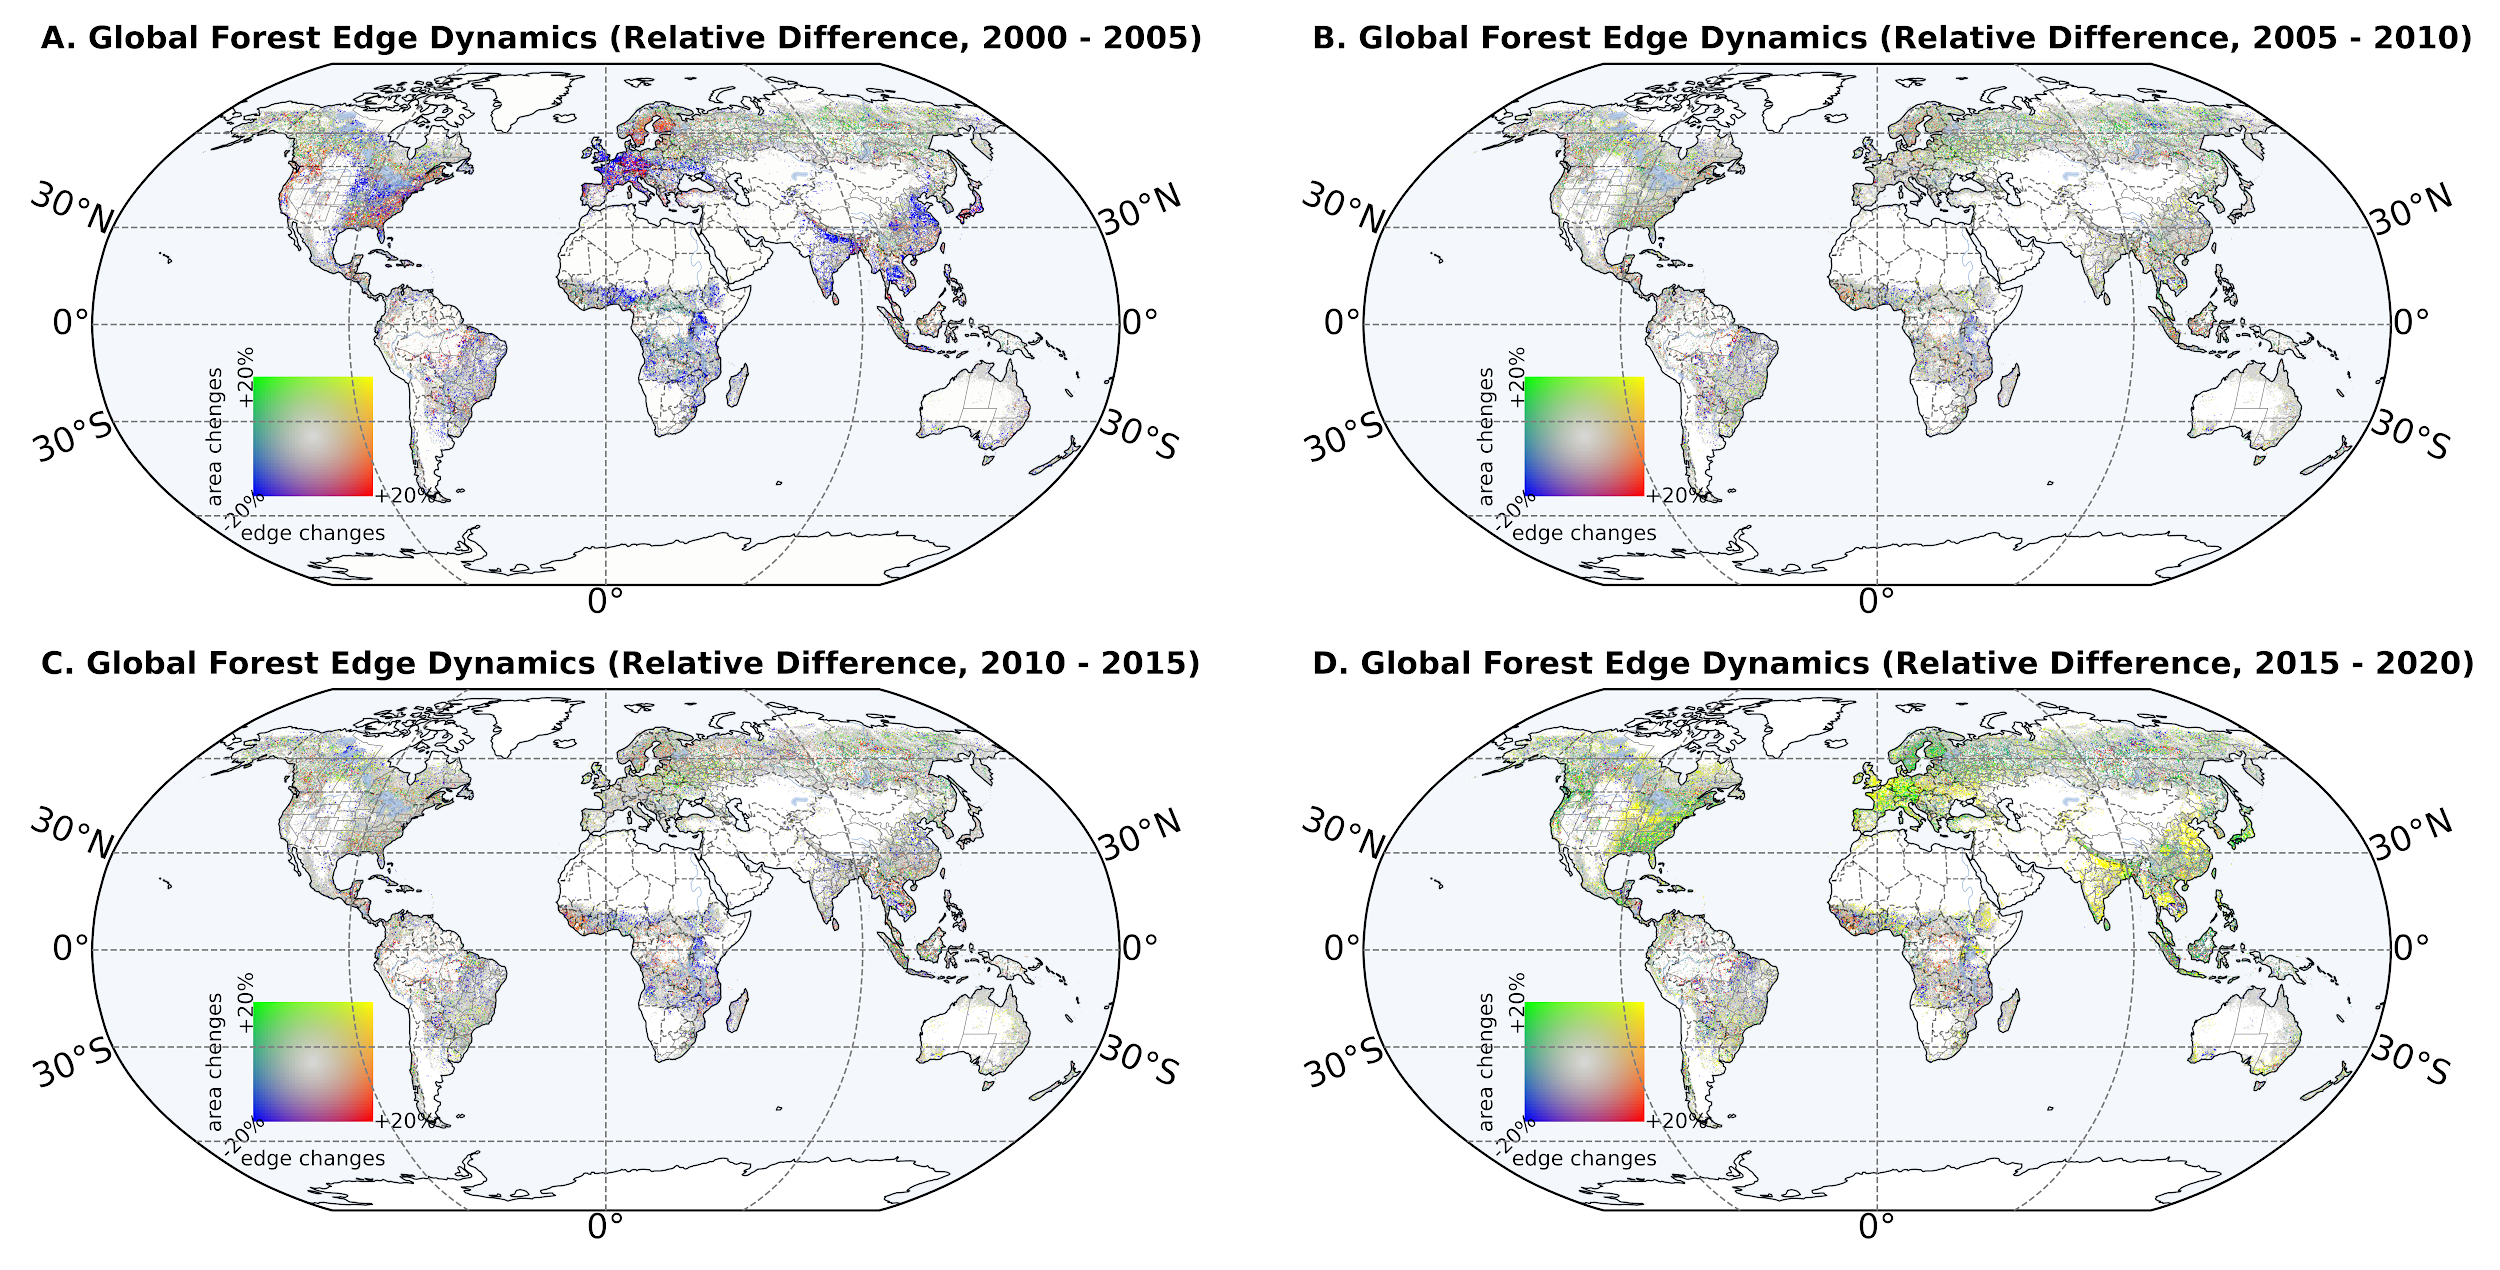 A. Global Forest Edge Dynamics (Relative Difference, 2000 - 2005)
30°N
30°N
0°
0°
30°S
30°S
0°
area chenges
+20%
-20%
+20%
edge changes
B. Global Forest Edge Dynamics (Relative Difference, 2005 - 2010)
30°N
30°N
0°
0°
30°S
30°S
0°
area chenges
+20%
-20%
+20%
edge changes
C. Global Forest Edge Dynamics (Relative Difference, 2010 - 2015)
30°N
30°N
0°
0°
30°S
30°S
0°
area chenges
+20%
-20%
+20%
edge changes
D. Global Forest Edge Dynamics (Relative Difference, 2015 - 2020)
30°N
30°N
0°
0°
30°S
30°S
0°
area chenges
+20%
-20%
+20%
edge changes